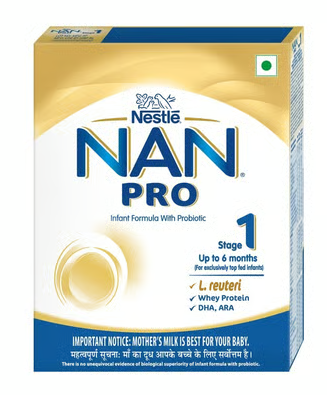 Nestlé
NAN
PRO
Infant Formula With Probiotic
Stage 1
Up to 6 months
(For exclusively top fed infants)
L. reuteri
Whey Protein
DHA, ARA
IMPORTANT NOTICE: MOTHER'S MILK IS BEST FOR YOUR BABY.
महत्वपूर्ण सूचना: माँ का दूध आपके बच्चे के लिए सर्वोत्तम है।
There is no unequivocal evidence of biological superiority of infant formula with probiotic.